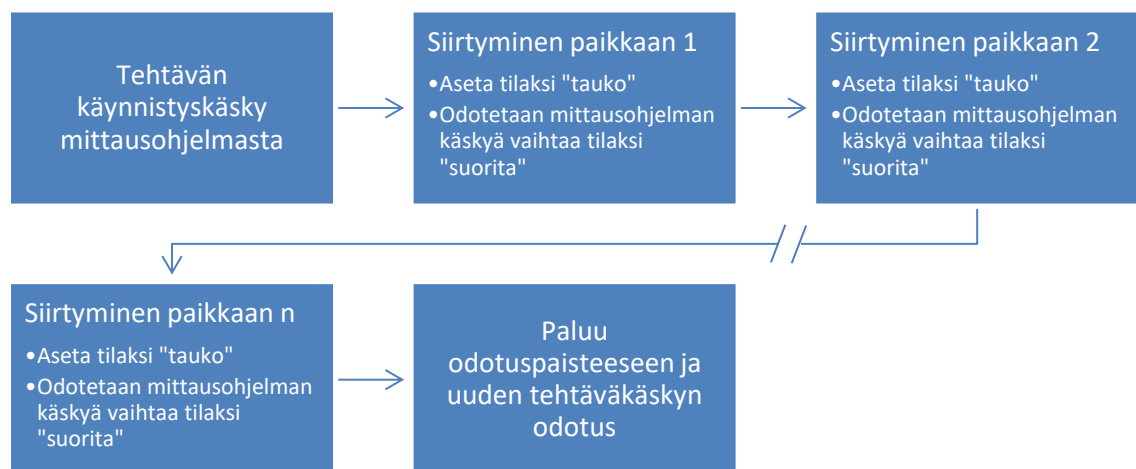 Tehtävän
käynnistyskäsky
mittausohjelmasta
Siirtyminen paikkaan 1
•Aseta tilaksi "tauko"
•Odotetaan mittausohjelman
käskyä vaihtaa tilaksi
"suorita"
Siirtyminen paikkaan 2
•Aseta tilaksi "tauko"
•Odotetaan mittausohjelman
käskyä vaihtaa tilaksi
"suorita"
Siirtyminen paikkaan n
•Aseta tilaksi "tauko"
•Odotetaan mittausohjelman
käskyä vaihtaa tilaksi
"suorita"
Paluu
odotuspaisteeseen ja
uuden tehtäväkäskyn
odotus